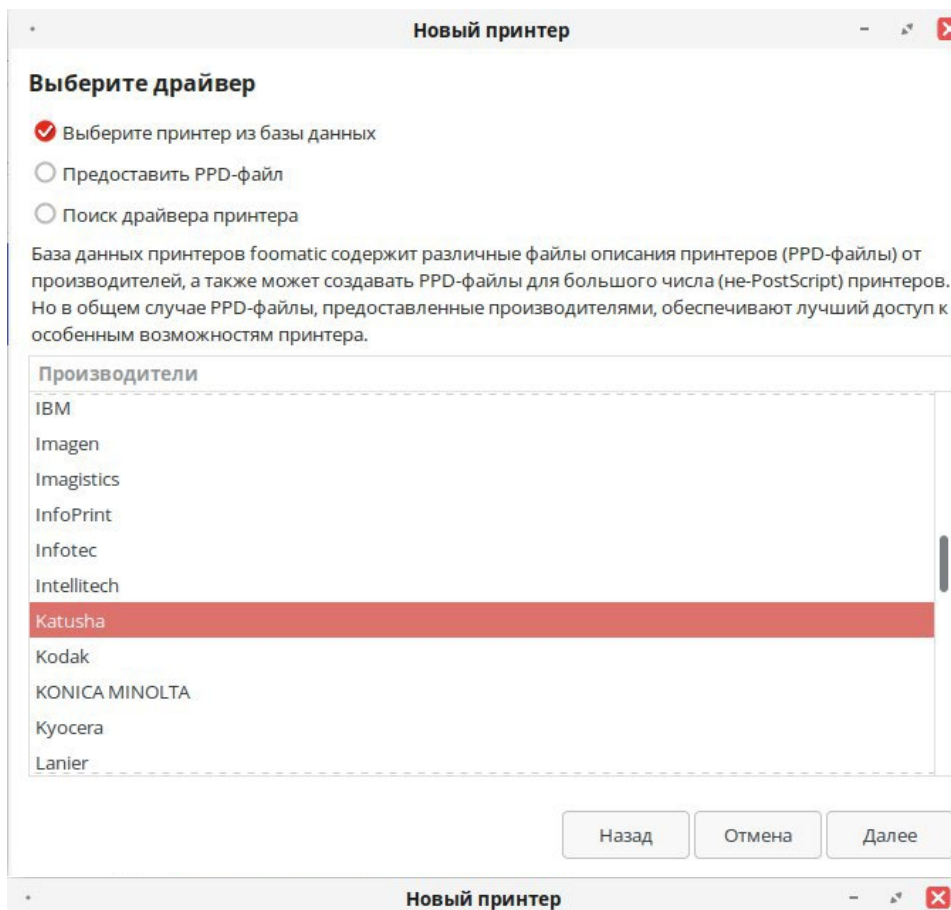 Новый принтер
Выберите драйвер
Выберите принтер из базы данных
Предоставить PPD-файл
Поиск драйвера принтера
База данных принтеров foomatic содержит различные файлы описания принтеров (PPD-файлы) от
производителей, а также может создавать PPD-файлы для большого числа (не-PostScript) принтеров.
Но в общем случае PPD-файлы, предоставленные производителями, обеспечивают лучший доступ к
особенным возможностям принтера.
Производители
IBM
Imagen
Imagistics
InfoPrint
Infotec
Intellitech
Katusha
Kodak
KONICA MINOLTA
Kyocera
Lanier
Назад Отмена Далее
Новый принтер